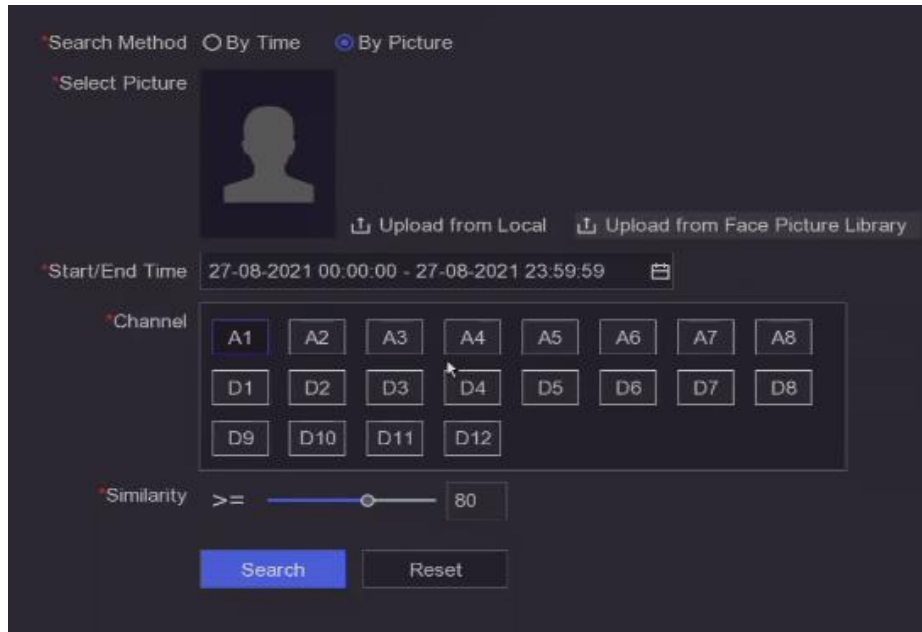 *Search Method By Time By Picture
*Select Picture
Upload from Local Upload from Face Picture Library
*Start/End Time 27-08-2021 00:00:00 - 27-08-2021 23:59:59
*Channel
A1 A2 A3 A4 A5 A6 A7 A8
D1 D2 D3 D4 D5 D6 D7 D8
D9 D10 D11 D12
*Similarity >= 80
Search Reset